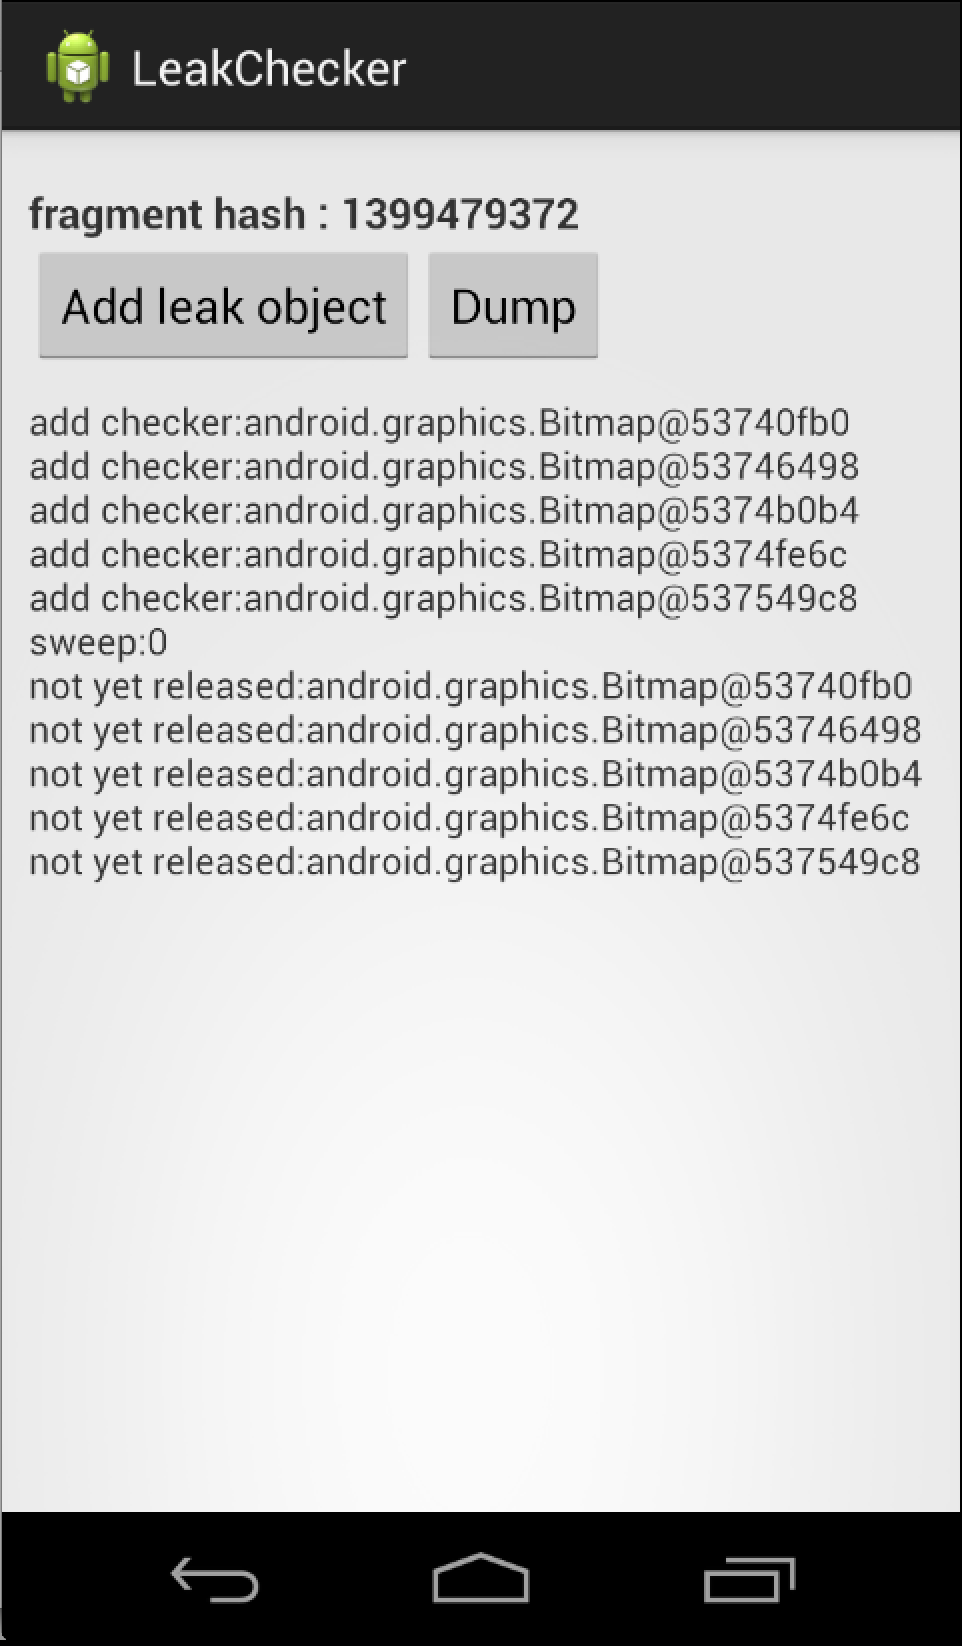 LeakChecker
fragment hash : 1399479372
Add leak object
Dump
add checker:android.graphics.Bitmap@53740fb0
add checker:android.graphics.Bitmap@53746498
add checker:android.graphics.Bitmap@5374b0b4
add checker:android.graphics.Bitmap@5374fe6c
add checker:android.graphics.Bitmap@537549c8
sweep:0
not yet released:android.graphics.Bitmap@53740fb0
not yet released:android.graphics.Bitmap@53746498
not yet released:android.graphics.Bitmap@5374b0b4
not yet released:android.graphics.Bitmap@5374fe6c
not yet released:android.graphics.Bitmap@537549c8